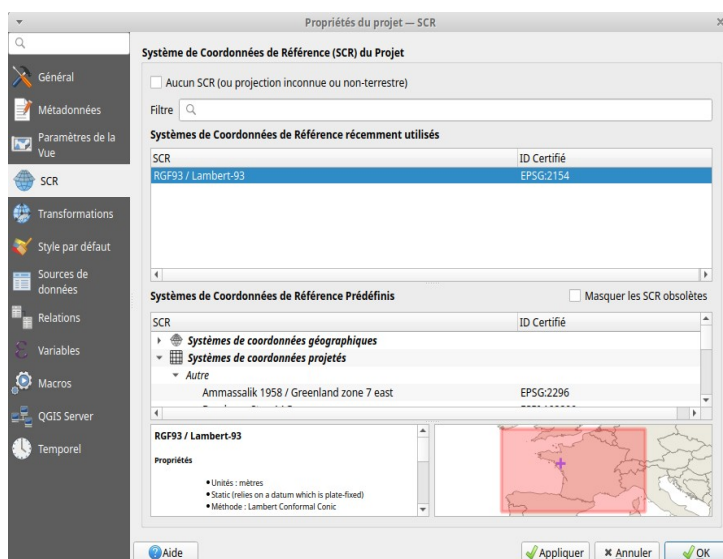 Propriétés du projet — SCR
Général
Métadonnées
Paramètres de la
Vue
SCR
Transformations
Style par défaut
Sources de
données
Relations
Variables
Macros
QGIS Server
Temporel
Système de Coordonnées de Référence (SCR) du Projet
Aucun SCR (ou projection inconnue ou non-terrestre)
Filtre
Systèmes de Coordonnées de Référence récemment utilisés
SCR ID Certifié
RGF93 / Lambert-93 EPSG:2154
Systèmes de Coordonnées de Référence Prédéfinis Masquer les SCR obsolètes
SCR ID Certifié
Systèmes de coordonnées géographiques
Systèmes de coordonnées projetés
Autre
Ammassalik 1958 / Greenland zone 7 east EPSG:2296
RGF93 / Lambert-93
Propriétés
• Unités : mètres
• Static (relies on a datum which is plate-fixed)
• Méthode : Lambert Conformal Conic
Aide Appliquer Annuler OK